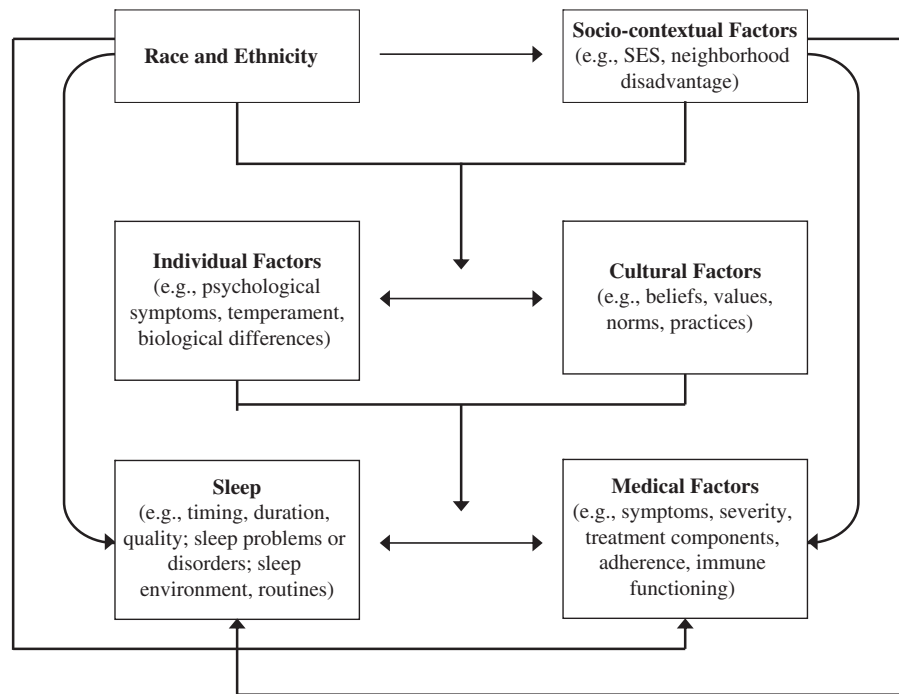 Race and Ethnicity
Socio-contextual Factors
(e.g., SES, neighborhood
disadvantage)
Individual Factors
(e.g., psychological
symptoms, temperament,
biological differences)
Cultural Factors
(e.g., beliefs, values,
norms, practices)
Sleep
(e.g., timing, duration,
quality; sleep problems or
disorders; sleep
environment, routines)
Medical Factors
(e.g., symptoms, severity,
treatment components,
adherence, immune
functioning)